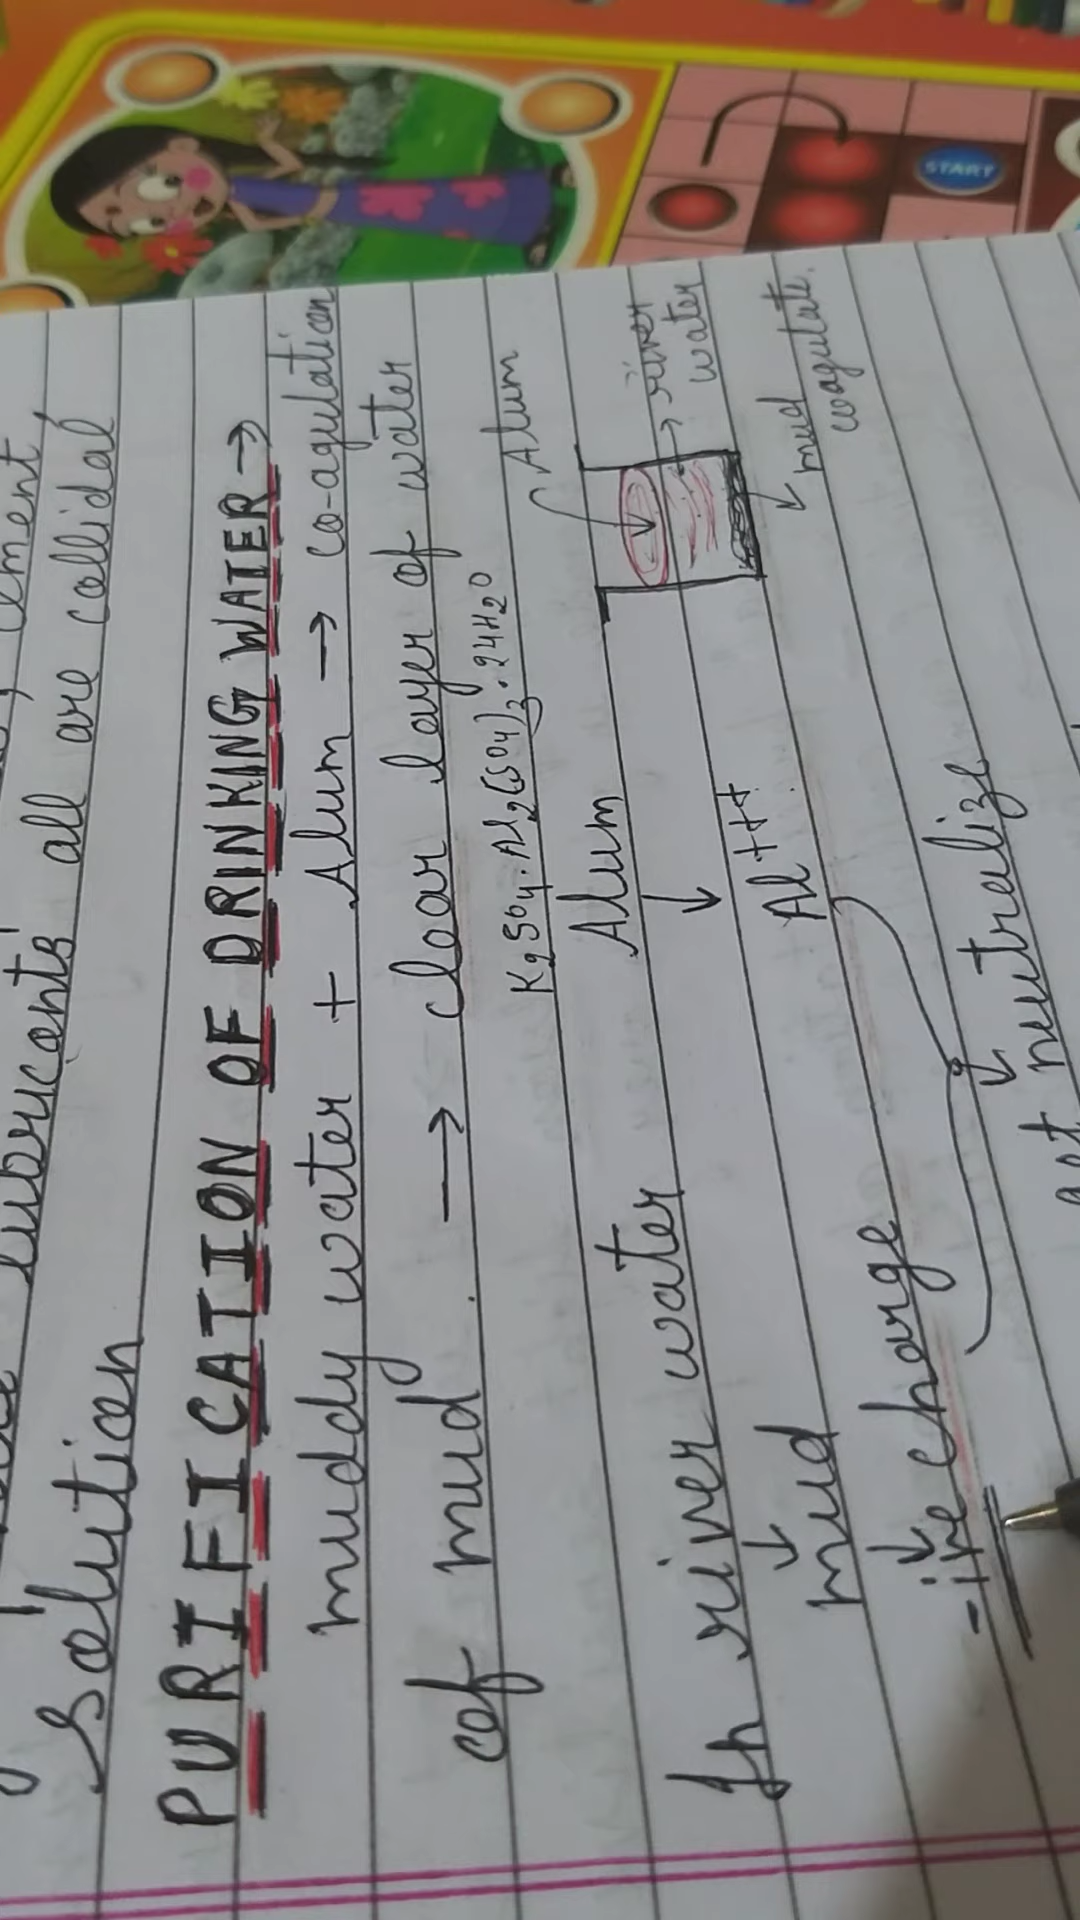 lubricants all are collidal
solution
PURIFICATION OF DRINKING WATER →
muddy water + Alum → co-agulation
of mud → clear layer of water
K2SO4.Al2(SO4)3.24H2O
Alum
→ river water
↓ mud coagulate.
In river water Alum
↓ ↓
mud Al+++
↓
-ive charge
↓
get nutralize
START